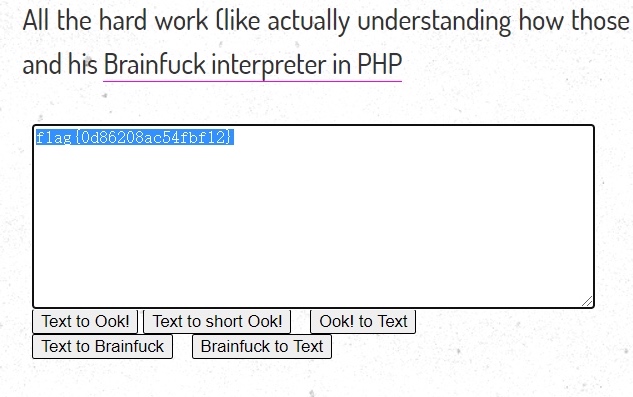 All the hard work (like actually understanding how those
and his Brainfuck interpreter in PHP
flag{0d86208ac54fbf12}
Text to Ook! Text to short Ook! Ook! to Text
Text to Brainfuck Brainfuck to Text